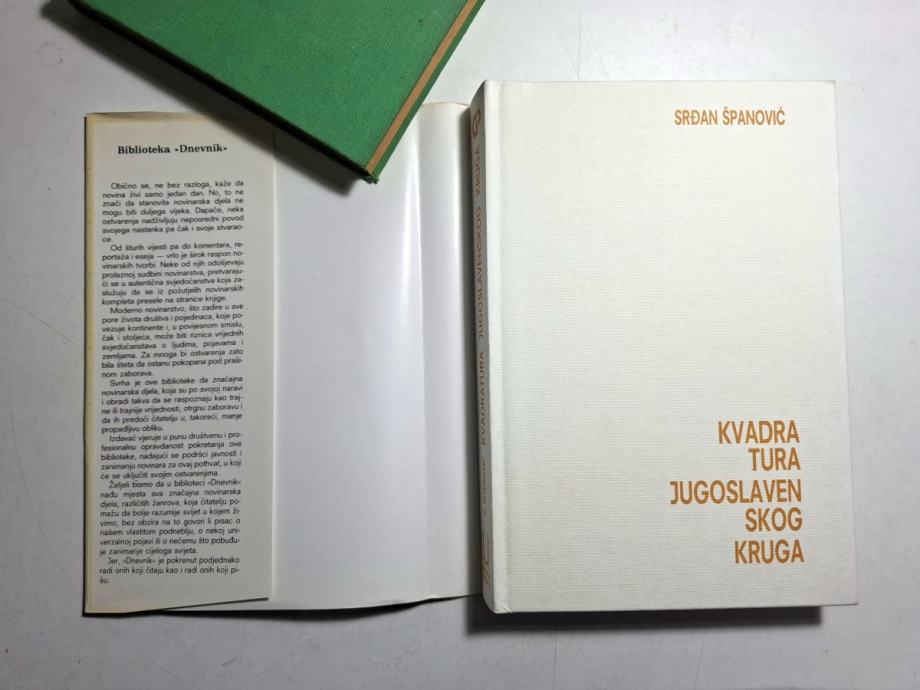 Biblioteka »Dnevnik«
Obično se, ne bez razloga, kaže da
novina živi samo jedan dan. No, to ne
znači da stanovita novinarska djela ne
mogu biti duljega vijeka. Dapače, neka
ostvarenja nadživljuju neposredni povod
svojega nastanka pa čak i svoje stvarao-
ce.
Od šturih vijesti pa do komentara, re-
portaža i eseja — vrlo je širok raspon no-
vinarskih tvorbi. Neke od njih odolijevaju
prolaznoj sudbini novinarstva, pretvaraju-
ći se u autentična svjedočanstva koja za-
služuju da se iz požutjelih novinarskih
kompleta presele na stranice knjige.
Moderno novinarstvo, što zadire u sve
pore života društva i pojedinaca, koje po-
vezuje kontinente i, u povijesnom smislu,
čak i stoljeća, može biti riznica vrijednih
svjedočanstava o ljudima, pojavama i
zemljama. Za mnoga bi ostvarenja zato
bila šteta da ostanu pokopana pod praši-
nom zaborava.
Svrha je ove biblioteke da značajna
novinarska djela, koja su po svojoj naravi
i obradi takva da se raspoznaju kao traj-
ne ili trajnije vrijednosti, otrgnu zaboravu i
da ih predoči čitatelju u, takoreći, manje
propadljivu obliku.
Izdavač vjeruje u punu društvenu i pro-
fesionalnu opravdanost pokretanja ove
biblioteke, nadajući se podršci javnosti i
zanimanju novinara za ovaj pothvat, u koji
će se uključiti svojim ostvarenjima.
Željeli bismo da u biblioteci »Dnevnik«
nađu mjesta sva značajna novinarska
djela, različitih žanrova, koja čitatelju po-
mažu da bolje razumije svijet u kojem ži-
vimo, bez obzira na to govori li pisac o
našem vlastitom podneblju, o nekoj uni-
verzalnoj pojavi ili o nečemu što pobuđu-
je zanimanje cijeloga svijeta.
Jer, »Dnevnik« je pokrenut podjednako
radi onih koji čitaju kao i radi onih koji pi-
šu.
KVADRATURA JUGOSLAVENSKOG KRUGA
SRĐAN ŠPANOVIĆ
KVADRA
TURA
JUGOSLAVEN
SKOG
KRUGA